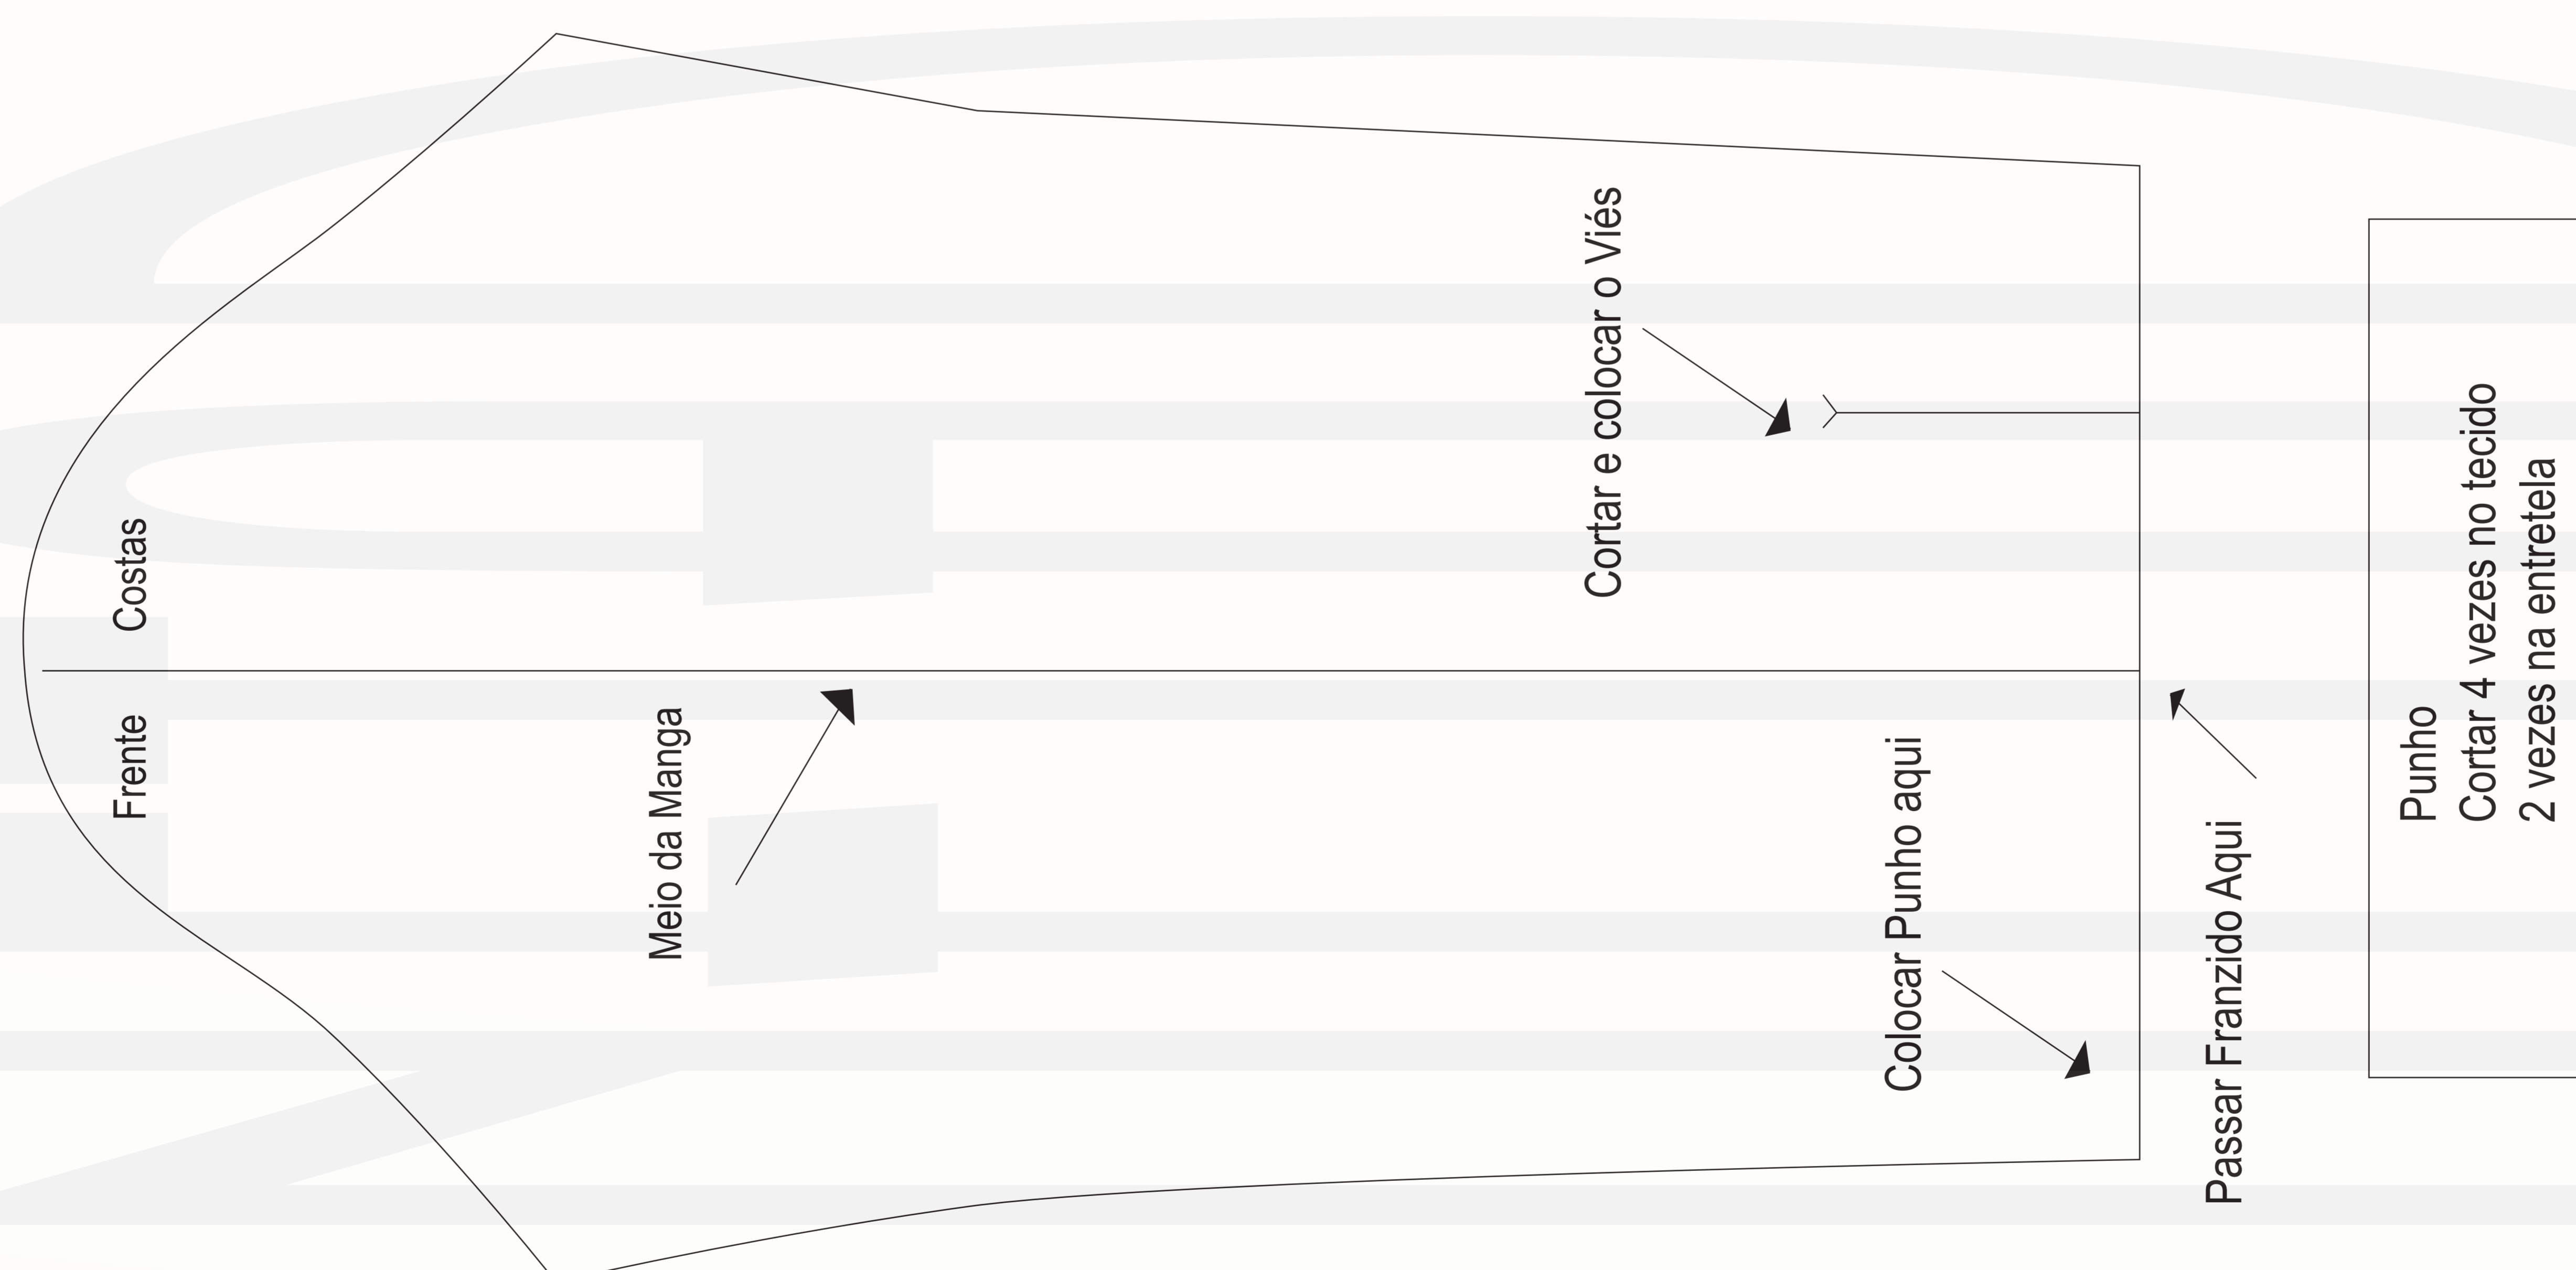 Frente
Costas
Meio da Manga
Cortar e colocar o Viés
Colocar Punho aqui
Passar Franzido Aqui
Punho
Cortar 4 vezes no tecido
2 vezes na entretela